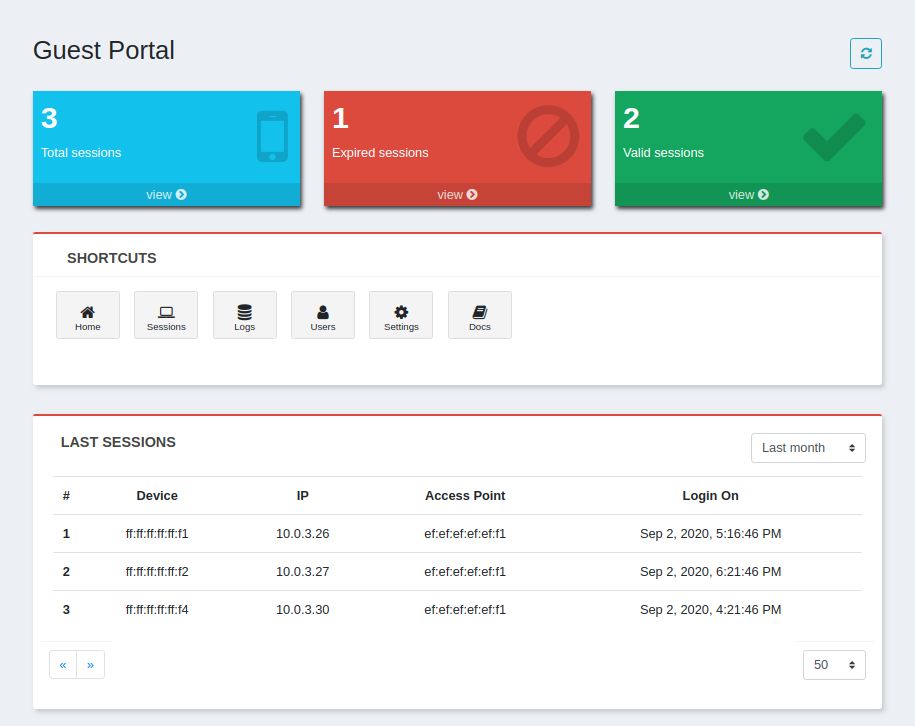 Guest Portal
3
Total sessions
view
1
Expired sessions
view
2
Valid sessions
view
SHORTCUTS
Home Sessions Logs Users Settings Docs
LAST SESSIONS
Last month
# Device IP Access Point Login On
1 ff:ff:ff:ff:ff:f1 10.0.3.26 ef:ef:ef:ef:ef:f1 Sep 2, 2020, 5:16:46 PM
2 ff:ff:ff:ff:ff:f2 10.0.3.27 ef:ef:ef:ef:ef:f1 Sep 2, 2020, 6:21:46 PM
3 ff:ff:ff:ff:ff:f4 10.0.3.30 ef:ef:ef:ef:ef:f1 Sep 2, 2020, 4:21:46 PM
« » 50